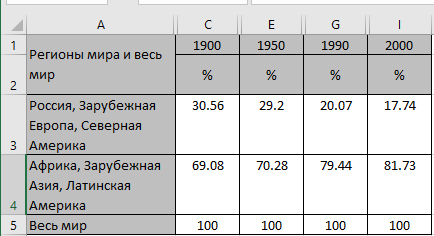 A C E G I
1 Регионы мира и весь 1900 1950 1990 2000
2 мир % % % %
Россия, Зарубежная 30.56 29.2 20.07 17.74
Европа, Северная
3 Америка
Африка, Зарубежная 69.08 70.28 79.44 81.73
Азия, Латинская
4 Америка
5 Весь мир 100 100 100 100